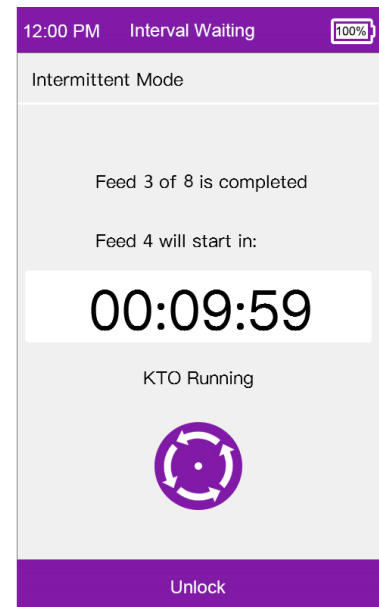 12:00 PM Interval Waiting 100%
Intermittent Mode
Feed 3 of 8 is completed
Feed 4 will start in:
00:09:59
KTO Running
Unlock